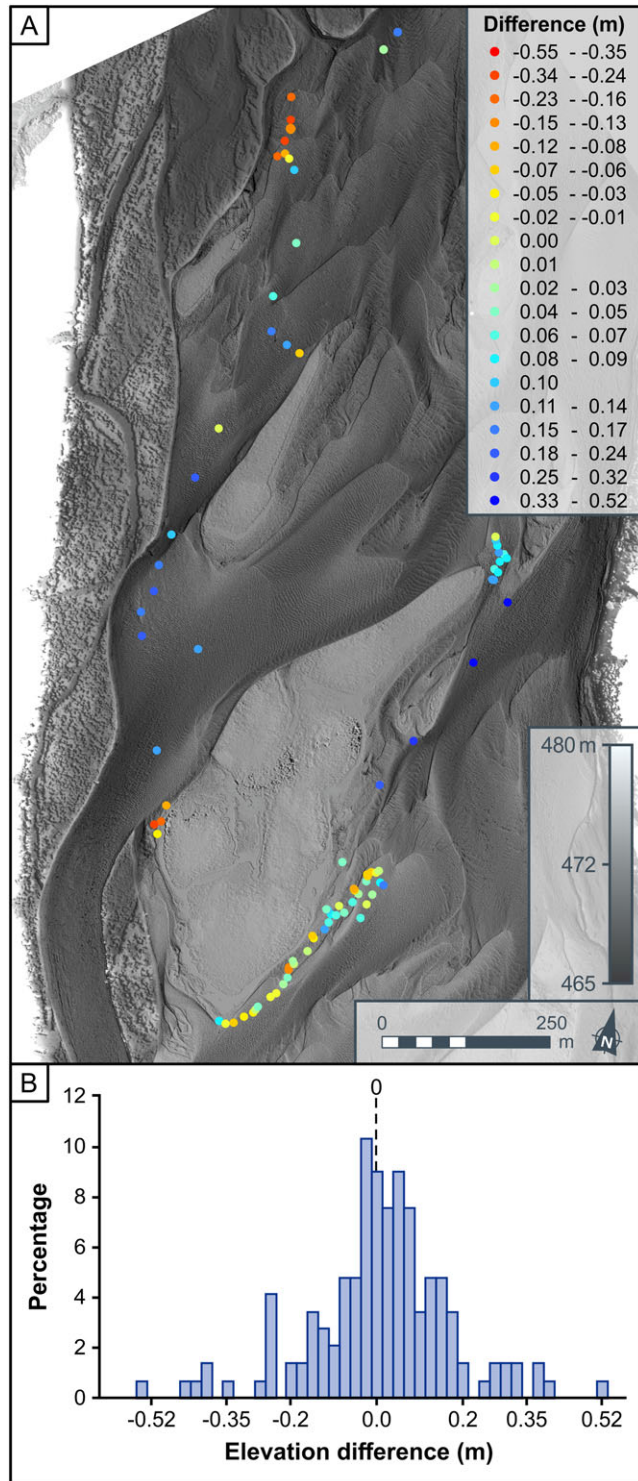 A
Difference (m)
-0.55 - -0.35
-0.34 - -0.24
-0.23 - -0.16
-0.15 - -0.13
-0.12 - -0.08
-0.07 - -0.06
-0.05 - -0.03
-0.02 - -0.01
0.00
0.01
0.02 - 0.03
0.04 - 0.05
0.06 - 0.07
0.08 - 0.09
0.10
0.11 - 0.14
0.15 - 0.17
0.18 - 0.24
0.25 - 0.32
0.33 - 0.52
480 m
472
465
0 250
m
N
B
0
12
10
8
6
4
2
0
Percentage
-0.52 -0.35 -0.2 0.0 0.2 0.35 0.52
Elevation difference (m)